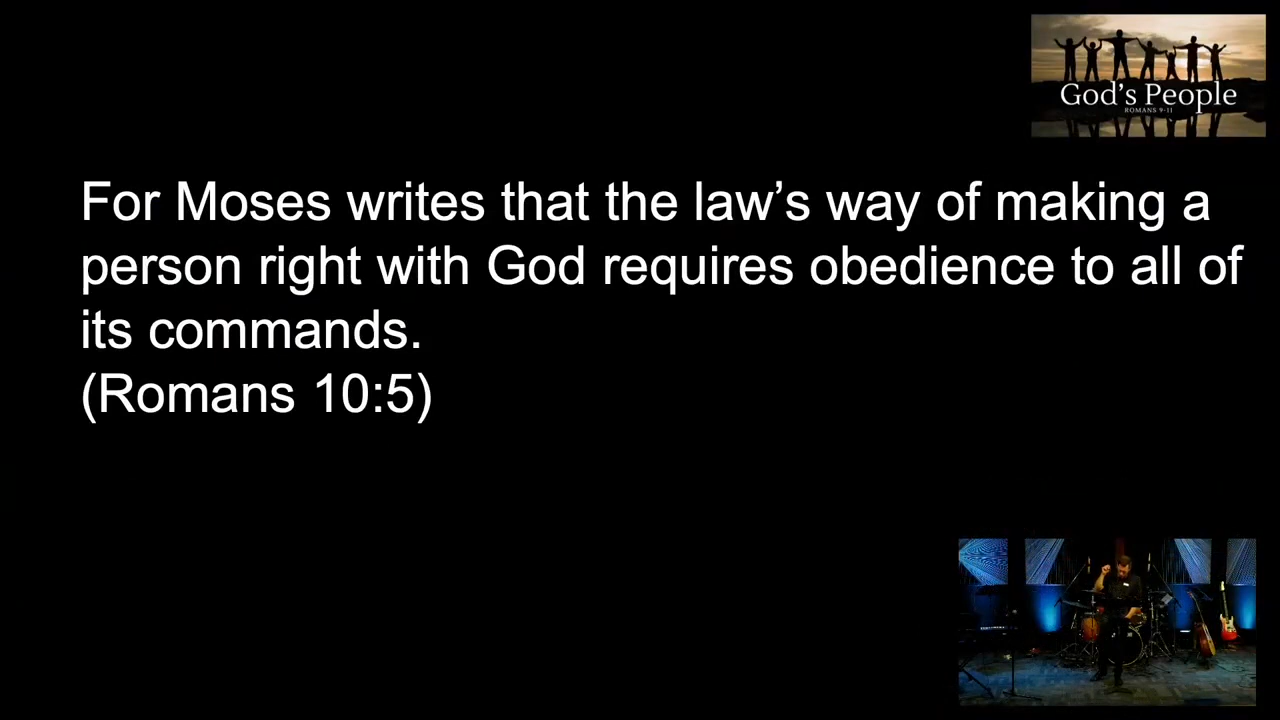 God's People
ROMANS 9-11
For Moses writes that the law’s way of making a
person right with God requires obedience to all of
its commands.
(Romans 10:5)